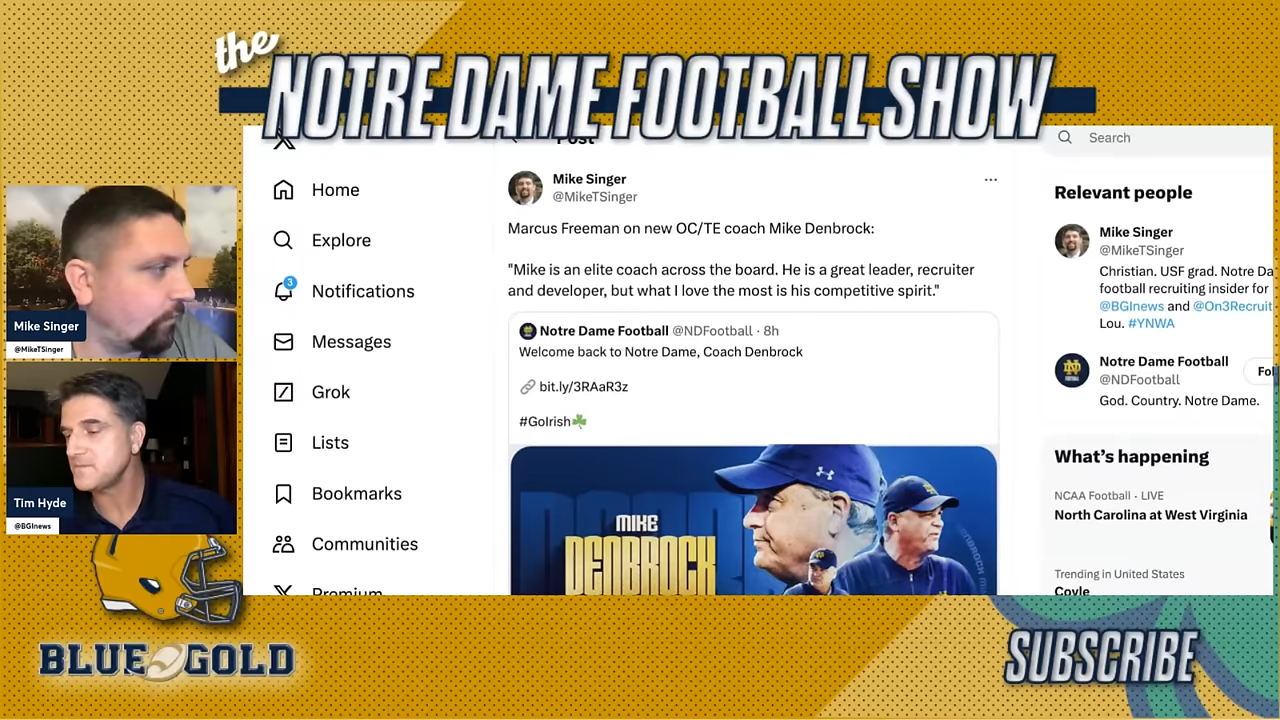 the
NOTRE DAME FOOTBALL SHOW
Post
Search
Home
Explore
3
Notifications
Messages
Grok
Lists
Bookmarks
Communities
Premium
Mike Singer
@MikeTSinger
Marcus Freeman on new OC/TE coach Mike Denbrock:
"Mike is an elite coach across the board. He is a great leader, recruiter
and developer, but what I love the most is his competitive spirit."
Notre Dame Football @NDFootball · 8h
Welcome back to Notre Dame, Coach Denbrock
bit.ly/3RAaR3z
#GoIrish☘️
MIKE
DENBROCK
Relevant people
Mike Singer
@MikeTSinger
Christian. USF grad. Notre Da
football recruiting insider for
@BGInews and @On3Recruit
Lou. #YNWA
Notre Dame Football
@NDFootball
Fol
God. Country. Notre Dame.
What's happening
NCAA Football · LIVE
North Carolina at West Virginia
Trending in United States
Coyle
Mike Singer
@MikeTSinger
Tim Hyde
@BGInews
BLUE GOLD
SUBSCRIBE